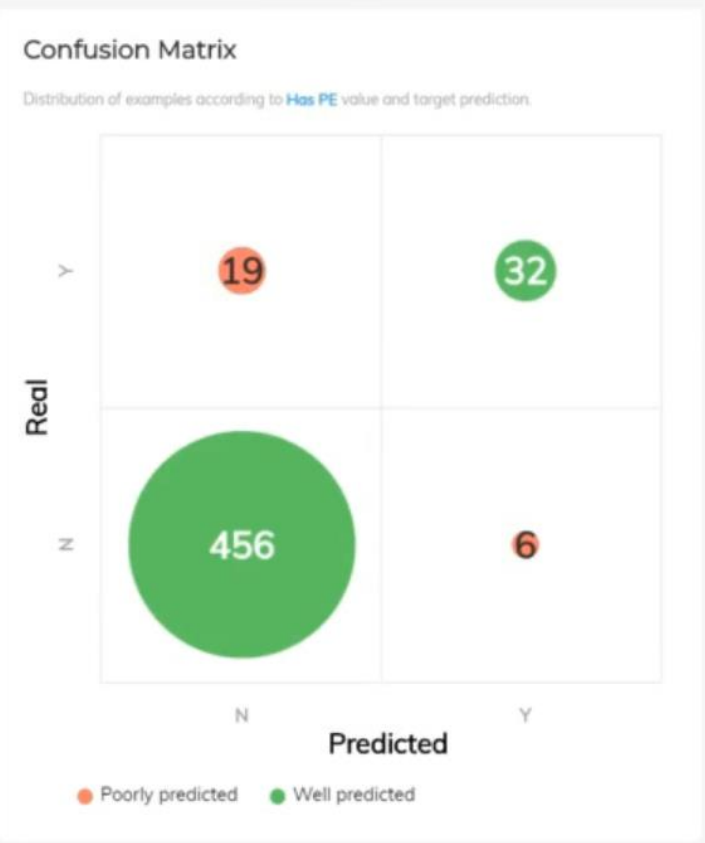 Confusion Matrix
Distribution of examples according to Has PE value and target prediction.
Y
19
32
Real
N
456
6
N
Y
Predicted
Poorly predicted
Well predicted